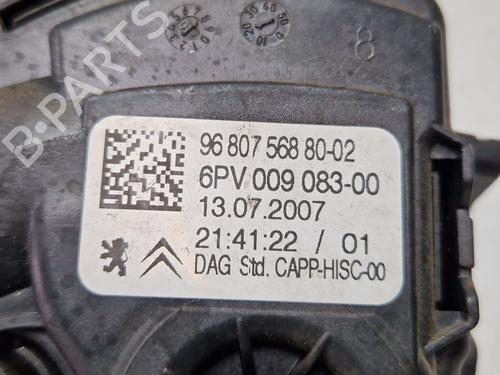 8
96 807 568 80-02
6PV 009 083-00
13.07.2007
21:41:22 / 01
DAG Std. CAPP-HISC-00
B-PARTS